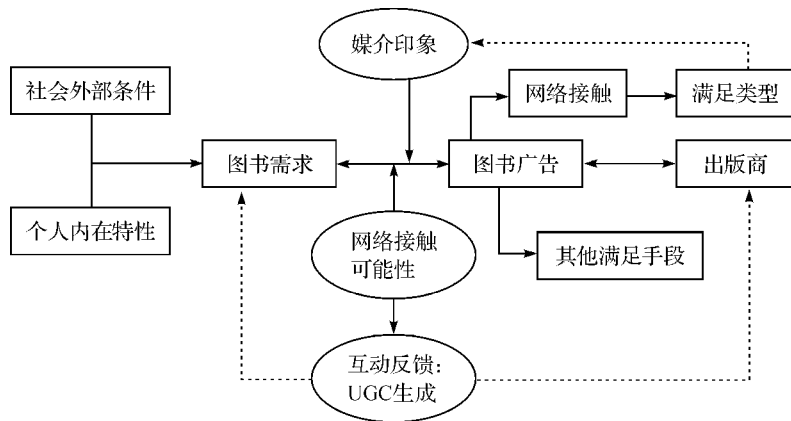 媒介印象
社会外部条件
网络接触
满足类型
图书需求
图书广告
出版商
个人内在特性
网络接触
可能性
其他满足手段
互动反馈：
UGC生成